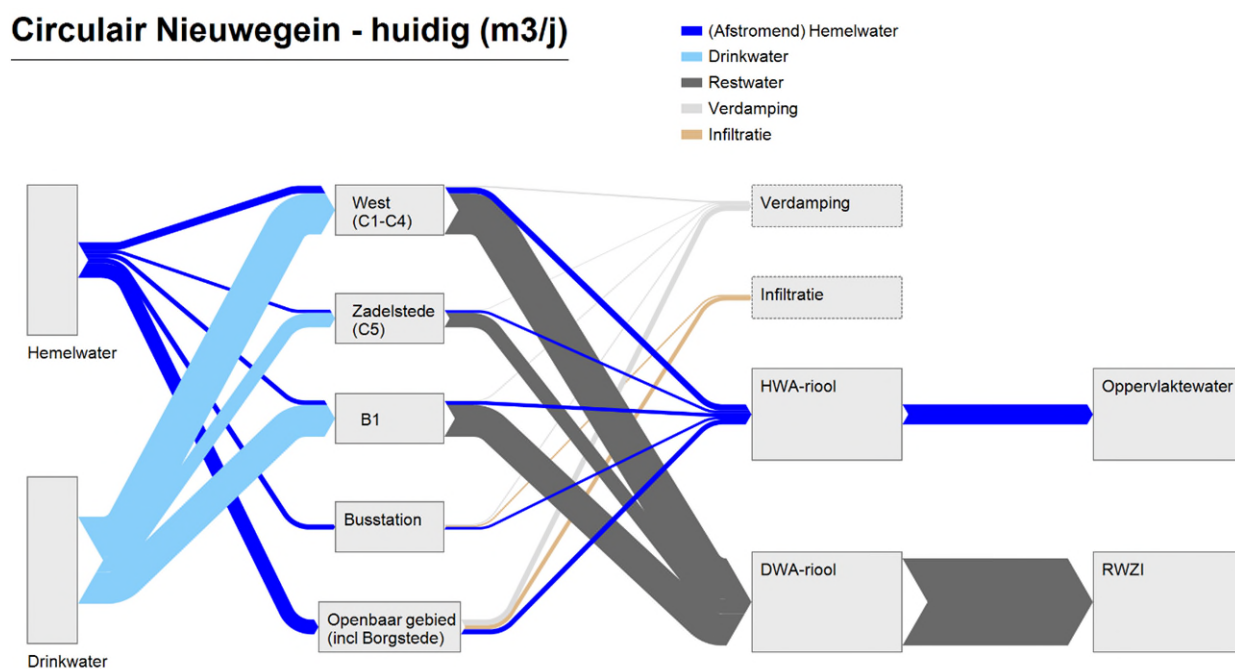 Circulair Nieuwegein - huidig (m3/j)
(Afstromend) Hemelwater
Drinkwater
Restwater
Verdamping
Infiltratie
Hemelwater
Drinkwater
West
(C1-C4)
Zadelstede
(C5)
B1
Busstation
Openbaar gebied
(incl Borgstede)
Verdamping
Infiltratie
HWA-riool
DWA-riool
Oppervlaktewater
RWZI